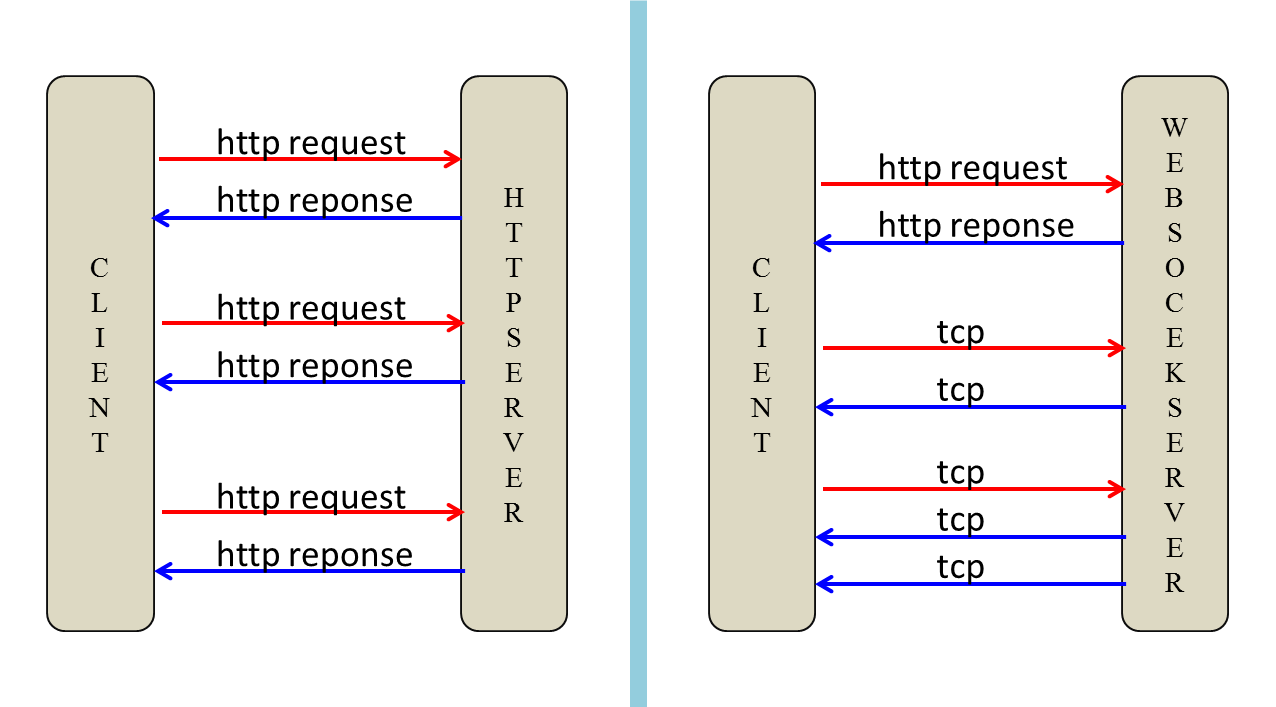 CLIENT
http request
http reponse
http request
http reponse
http request
http reponse
HTTPSERVER
CLIENT
http request
http reponse
tcp
tcp
tcp
tcp
tcp
WEBSOCEKSERVER